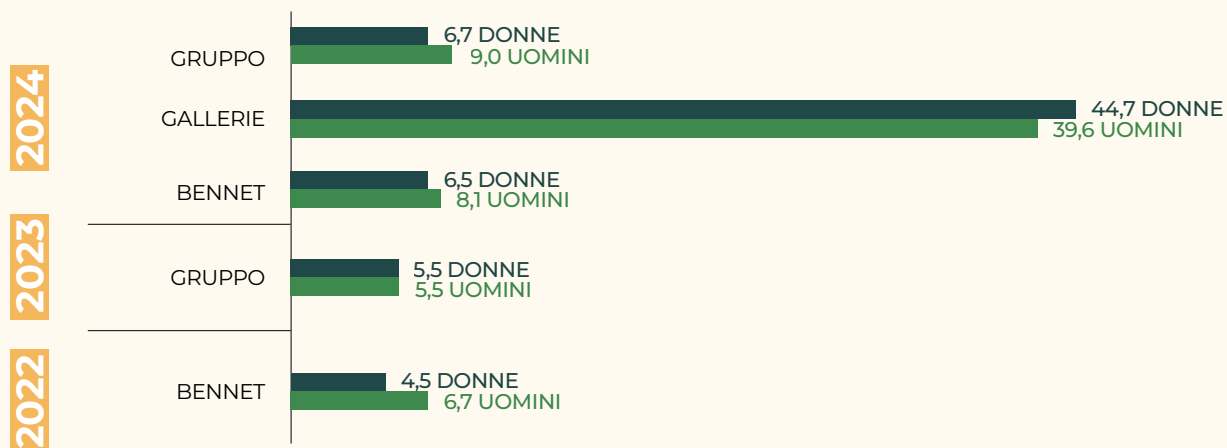 2024
GRUPPO
6,7 DONNE
9,0 UOMINI
GALLERIE
44,7 DONNE
39,6 UOMINI
BENNET
6,5 DONNE
8,1 UOMINI
2023
GRUPPO
5,5 DONNE
5,5 UOMINI
2022
BENNET
4,5 DONNE
6,7 UOMINI